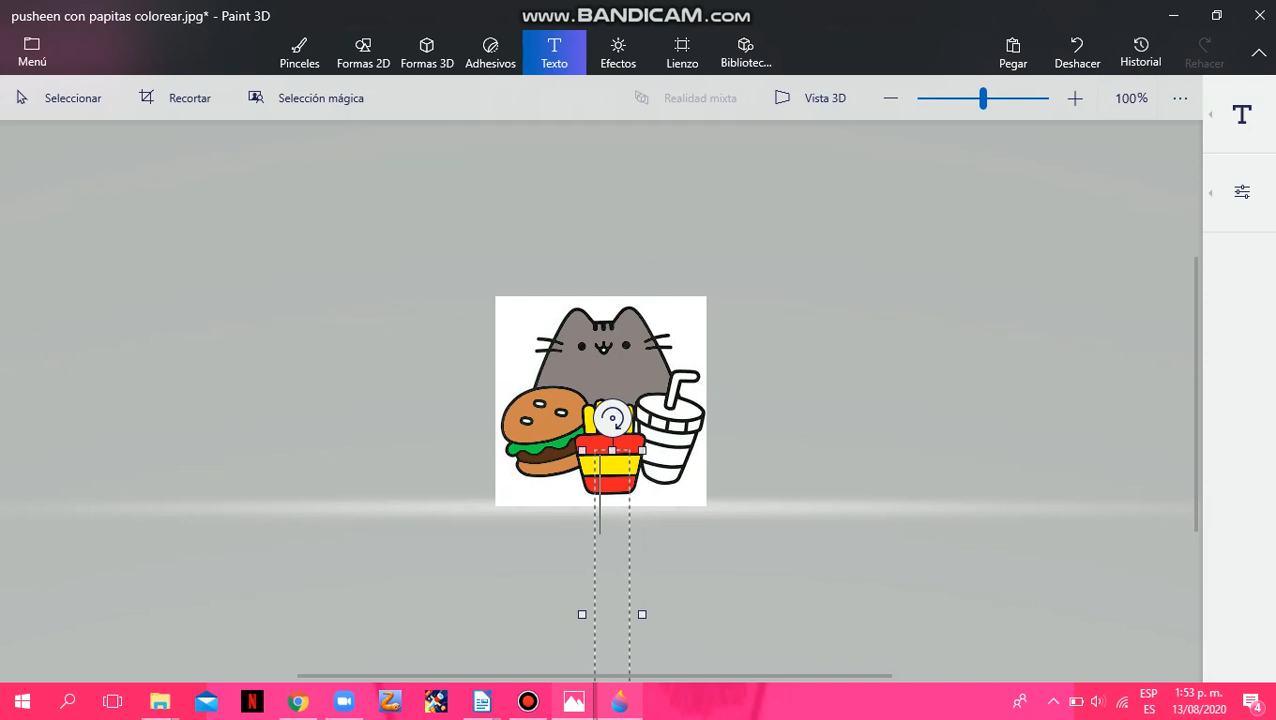 pusheen con papitas colorear.jpg* - Paint 3D
www.BANDICAM.com
Menú
Pinceles
Formas 2D
Formas 3D
Adhesivos
Texto
Efectos
Lienzo
Bibliotec...
Pegar
Deshacer
Historial
Rehacer
Seleccionar
Recortar
Selección mágica
Realidad mixta
Vista 3D
100%
T
ESP
ES
1:53 p. m.
13/08/2020
4